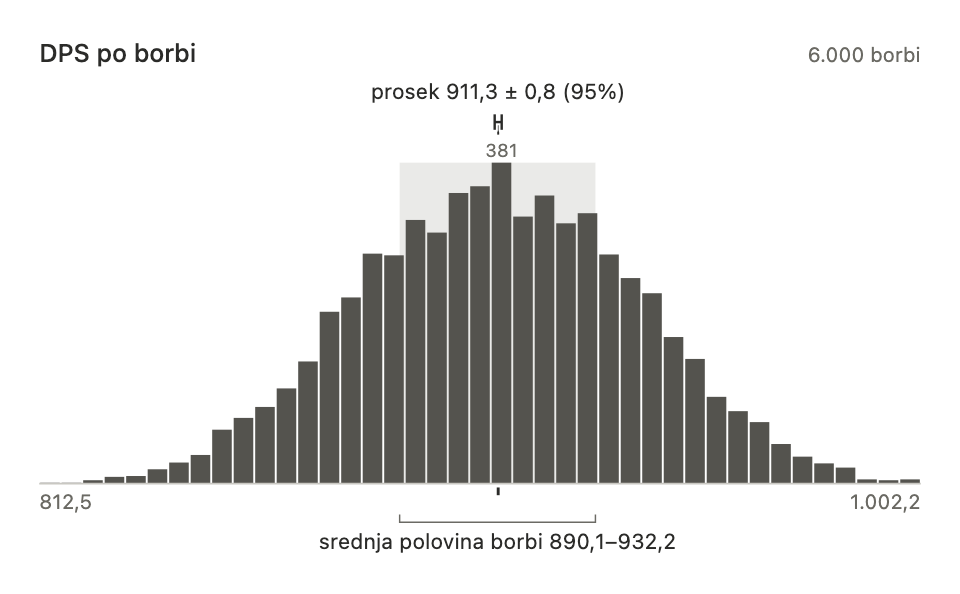 DPS po borbi
6.000 borbi
prosek 911,3 ± 0,8 (95%)
381
812,5
1.002,2
srednja polovina borbi 890,1–932,2